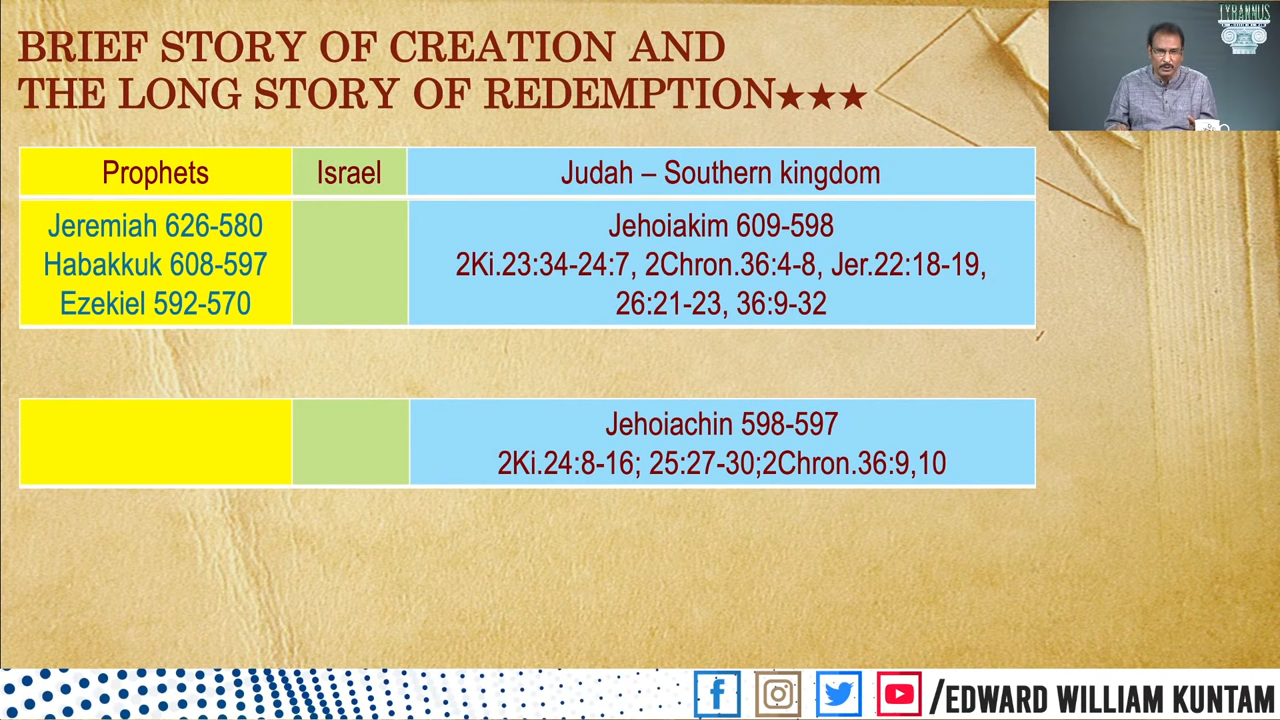 BRIEF STORY OF CREATION AND
THE LONG STORY OF REDEMPTION★★★
TYRANNUS
Prophets
Israel
Judah – Southern kingdom
Jeremiah 626-580
Habakkuk 608-597
Ezekiel 592-570
Jehoiakim 609-598
2Ki.23:34-24:7, 2Chron.36:4-8, Jer.22:18-19,
26:21-23, 36:9-32
Jehoiachin 598-597
2Ki.24:8-16; 25:27-30;2Chron.36:9,10
/EDWARD WILLIAM KUNTAM